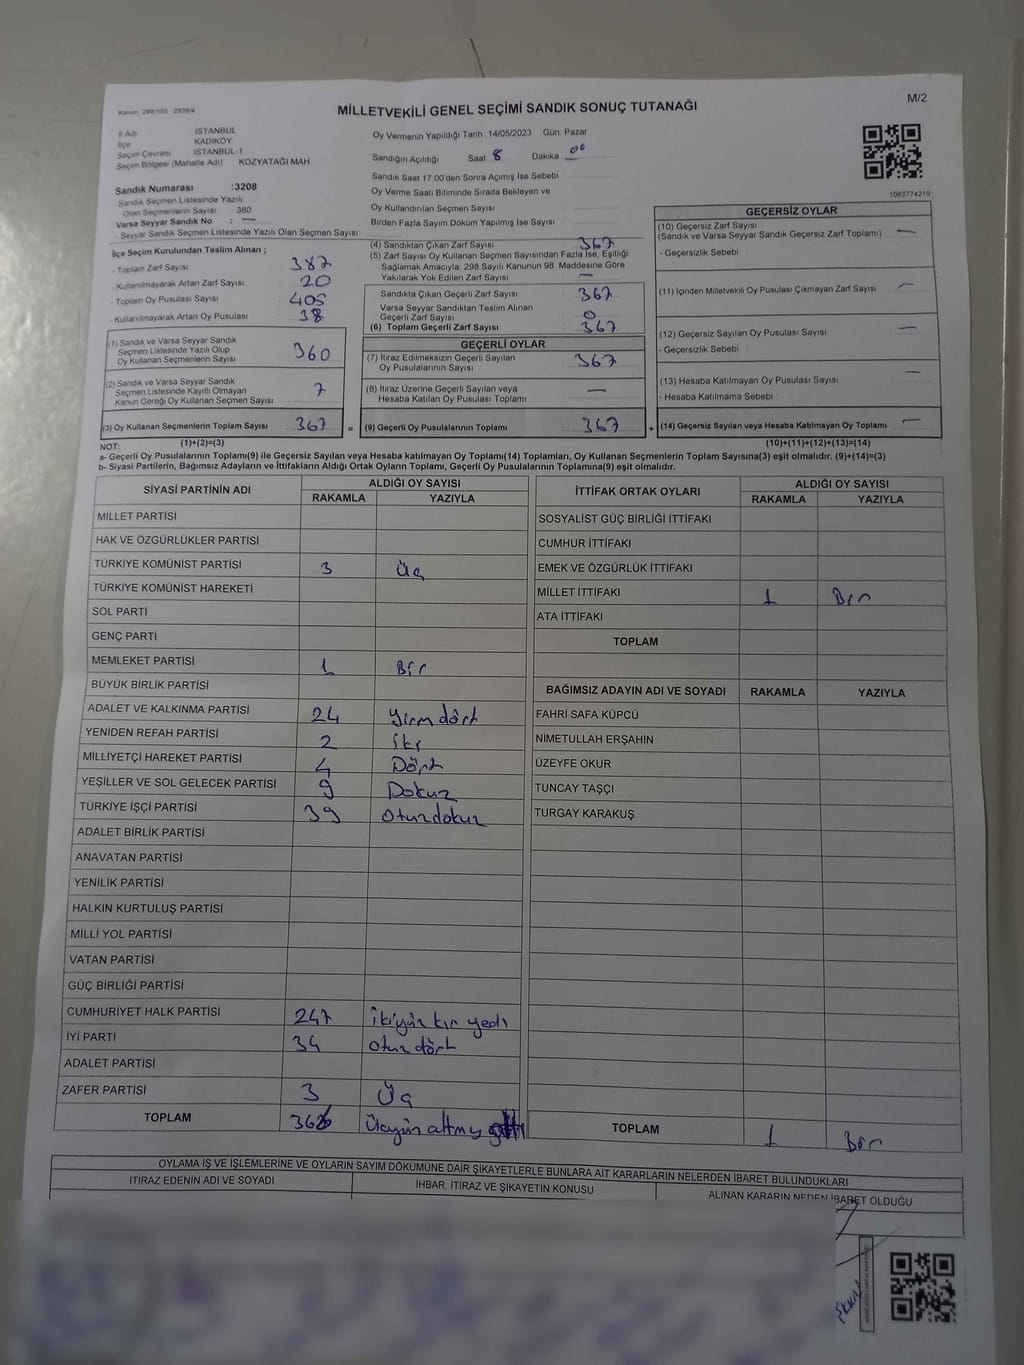 Kanun: 298/103 2839/4
MİLLETVEKİLİ GENEL SEÇİMİ SANDIK SONUÇ TUTANAĞI
M/2
İl Adı İSTANBUL
İlçe KADIKÖY
Seçim Çevresi İSTANBUL-1
Seçim Bölgesi (Mahalle Adı) KOZYATAĞI MAH
Sandık Numarası :3208
Sandık Seçmen Listesinde Yazılı
Olan Seçmenlerin Sayısı 380
Varsa Seyyar Sandık No : —
- Seyyar Sandık Seçmen Listesinde Yazılı Olan Seçmen Sayısı:
Oy Vermenin Yapıldığı Tarih :14/05/2023 Gün: Pazar
Sandığın Açıldığı Saat 8 Dakika 00
Sandık Saat 17:00'den Sonra Açımış İse Sebebi
Oy Verme Saati Bitiminde Sırada Bekleyen ve
Oy Kullandırılan Seçmen Sayısı
Birden Fazla Sayım Döküm Yapılmış İse Sayısı
1083774219
İlçe Seçim Kurulundan Teslim Alınan ;
- Toplam Zarf Sayısı 387
- Kullanılmayarak Artan Zarf Sayısı 20
- Toplam Oy Pusulası Sayısı 405
- Kullanılmayarak Artan Oy Pusulası 38
(1) Sandık ve Varsa Seyyar Sandık
Seçmen Listesinde Yazılı Olup
Oy Kullanan Seçmenlerin Sayısı 360
(2) Sandık ve Varsa Seyyar Sandık
Seçmen Listesinde Kayıtlı Olmayan
Kanun Gereği Oy Kullanan Seçmen Sayısı 7
(3) Oy Kullanan Seçmenlerin Toplam Sayısı : 367 =
(4) Sandıktan Çıkan Zarf Sayısı 367
(5) Zarf Sayısı Oy Kullanan Seçmen Sayısından Fazla İse, Eşitliği
Sağlamak Amacıyla, 298 Sayılı Kanunun 98. Maddesine Göre
Yakılarak Yok Edilen Zarf Sayısı —
Sandıkta Çıkan Geçerli Zarf Sayısı 367
Varsa Seyyar Sandıktan Teslim Alınan
Geçerli Zarf Sayısı 0
(6) Toplam Geçerli Zarf Sayısı 367
GEÇERLİ OYLAR
(7) İtiraz Edilmeksizin Geçerli Sayılan
Oy Pusulalarının Sayısı 367
(8) İtiraz Üzerine Geçerli Sayılan veya
Hesaba Katılan Oy Pusulası Toplamı —
(9) Geçerli Oy Pusulalarının Toplamı : 367 +
GEÇERSİZ OYLAR
(10) Geçersiz Zarf Sayısı
(Sandık ve Varsa Seyyar Sandık Geçersiz Zarf Toplamı) —
- Geçersizlik Sebebi
(11) İçinden Milletvekili Oy Pusulası Çıkmayan Zarf Sayısı —
(12) Geçersiz Sayılan Oy Pusulası Sayısı —
- Geçersizlik Sebebi :
(13) Hesaba Katılmayan Oy Pusulası Sayısı —
- Hesaba Katılmama Sebebi :
(14) Geçersiz Sayılan veya Hesaba Katılmayan Oy Toplamı —
NOT: (1)+(2)=(3) (10)+(11)+(12)+(13)=(14)
a- Geçerli Oy Pusulalarının Toplamı(9) ile Geçersiz Sayılan veya Hesaba katılmayan Oy Toplamı(14) Toplamları, Oy Kullanan Seçmenlerin Toplam Sayısına(3) eşit olmalıdır. (9)+(14)=(3)
b- Siyasi Partilerin, Bağımsız Adayların ve İttifakların Aldığı Ortak Oyların Toplamı, Geçerli Oy Pusulalarının Toplamına(9) eşit olmalıdır.
SİYASİ PARTİNİN ADI ALDIĞI OY SAYISI
RAKAMLA YAZIYLA
MİLLET PARTİSİ
HAK VE ÖZGÜRLÜKLER PARTİSİ
TÜRKİYE KOMÜNİST PARTİSİ 3 Üç
TÜRKİYE KOMÜNİST HAREKETİ
SOL PARTİ
GENÇ PARTİ
MEMLEKET PARTİSİ 1 Bir
BÜYÜK BİRLİK PARTİSİ
ADALET VE KALKINMA PARTİSİ 24 Yirm dört
YENİDEN REFAH PARTİSİ 2 iki
MİLLİYETÇİ HAREKET PARTİSİ 4 Dört
YEŞİLLER VE SOL GELECEK PARTİSİ 9 Dokuz
TÜRKİYE İŞÇİ PARTİSİ 39 otuzdokuz
ADALET BİRLİK PARTİSİ
ANAVATAN PARTİSİ
YENİLİK PARTİSİ
HALKIN KURTULUŞ PARTİSİ
MİLLİ YOL PARTİSİ
VATAN PARTİSİ
GÜÇ BİRLİĞİ PARTİSİ
CUMHURİYET HALK PARTİSİ 247 ikiyüz kır yedi
İYİ PARTİ 34 otuz dört
ADALET PARTİSİ
ZAFER PARTİSİ 3 Üç
TOPLAM 366 Üçyüz altmış altı
İTTİFAK ORTAK OYLARI ALDIĞI OY SAYISI
RAKAMLA YAZIYLA
SOSYALİST GÜÇ BİRLİĞİ İTTİFAKI
CUMHUR İTTİFAKI
EMEK VE ÖZGÜRLÜK İTTİFAKI
MİLLET İTTİFAKI 1 Bir
ATA İTTİFAKI
TOPLAM
BAĞIMSIZ ADAYIN ADI VE SOYADI RAKAMLA YAZIYLA
FAHRİ SAFA KÜPCÜ
NİMETULLAH ERŞAHİN
ÜZEYFE OKUR
TUNCAY TAŞÇI
TURGAY KARAKUŞ
TOPLAM 1 Bir
OYLAMA İŞ VE İŞLEMLERİNE VE OYLARIN SAYIM DÖKÜMÜNE DAİR ŞİKAYETLERLE BUNLARA AİT KARARLARIN NELERDEN İBARET BULUNDUKLARI
İTİRAZ EDENİN ADI VE SOYADI İHBAR, İTİRAZ VE ŞİKAYETİN KONUSU ALINAN KARARIN NEDEN İBARET OLDUĞU